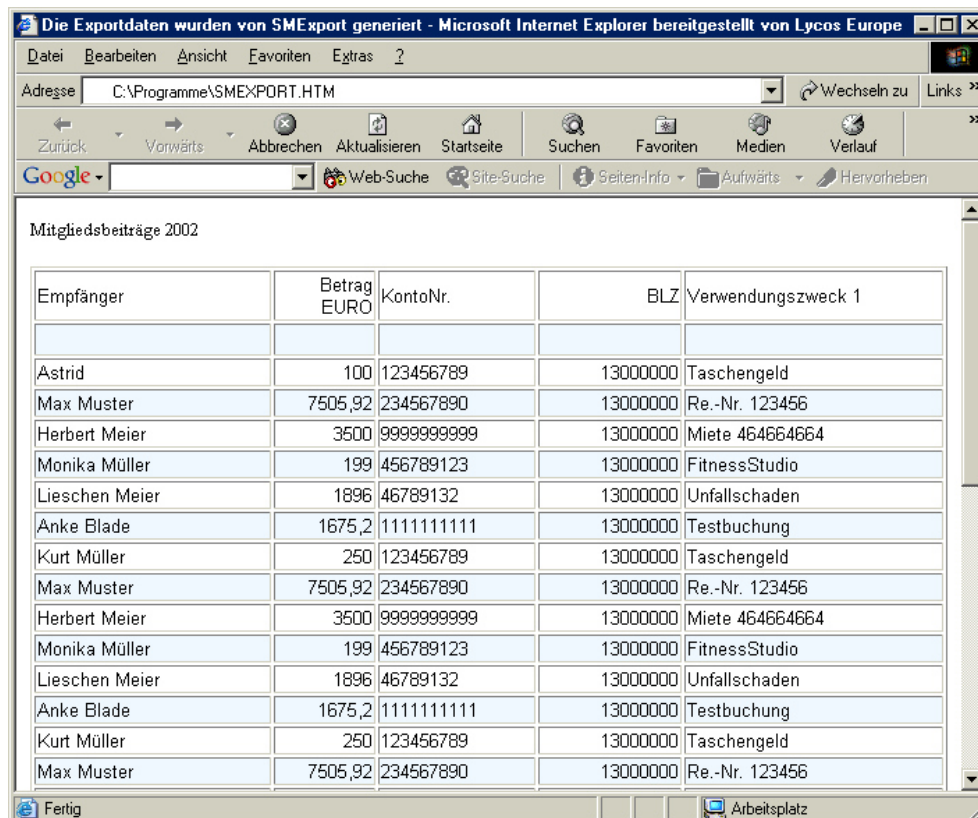 Die Exportdaten wurden von SMExport generiert - Microsoft Internet Explorer bereitgestellt von Lycos Europe
Datei Bearbeiten Ansicht Favoriten Extras ?
Adresse C:\Programme\SMEXPORT.HTM Wechseln zu Links »
Zurück Vorwärts Abbrechen Aktualisieren Startseite Suchen Favoriten Medien Verlauf »
Google Web-Suche Site-Suche Seiten-Info Aufwärts Hervorheben
Mitgliedsbeiträge 2002
Empfänger Betrag EURO KontoNr. BLZ Verwendungszweck 1
Astrid 100 123456789 13000000 Taschengeld
Max Muster 7505,92 234567890 13000000 Re.-Nr. 123456
Herbert Meier 3500 9999999999 13000000 Miete 464664664
Monika Müller 199 456789123 13000000 FitnessStudio
Lieschen Meier 1896 46789132 13000000 Unfallschaden
Anke Blade 1675,2 1111111111 13000000 Testbuchung
Kurt Müller 250 123456789 13000000 Taschengeld
Max Muster 7505,92 234567890 13000000 Re.-Nr. 123456
Herbert Meier 3500 9999999999 13000000 Miete 464664664
Monika Müller 199 456789123 13000000 FitnessStudio
Lieschen Meier 1896 46789132 13000000 Unfallschaden
Anke Blade 1675,2 1111111111 13000000 Testbuchung
Kurt Müller 250 123456789 13000000 Taschengeld
Max Muster 7505,92 234567890 13000000 Re.-Nr. 123456
Fertig Arbeitsplatz